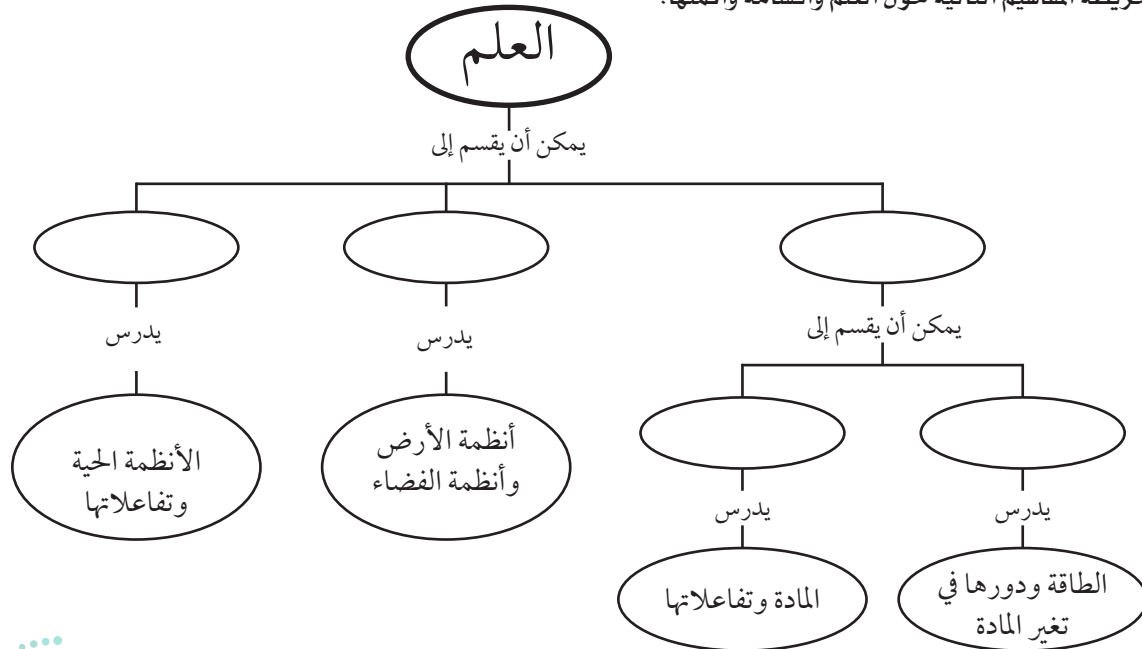 العلم
يمكن أن يقسم إلى
يمكن أن يقسم إلى
يدرس
يدرس
أنظمة الأرض
وأنظمة الفضاء
الأنظمة الحية
وتفاعلاتها
يدرس
يدرس
الطاقة ودورها في
تغير المادة
المادة وتفاعلاتها